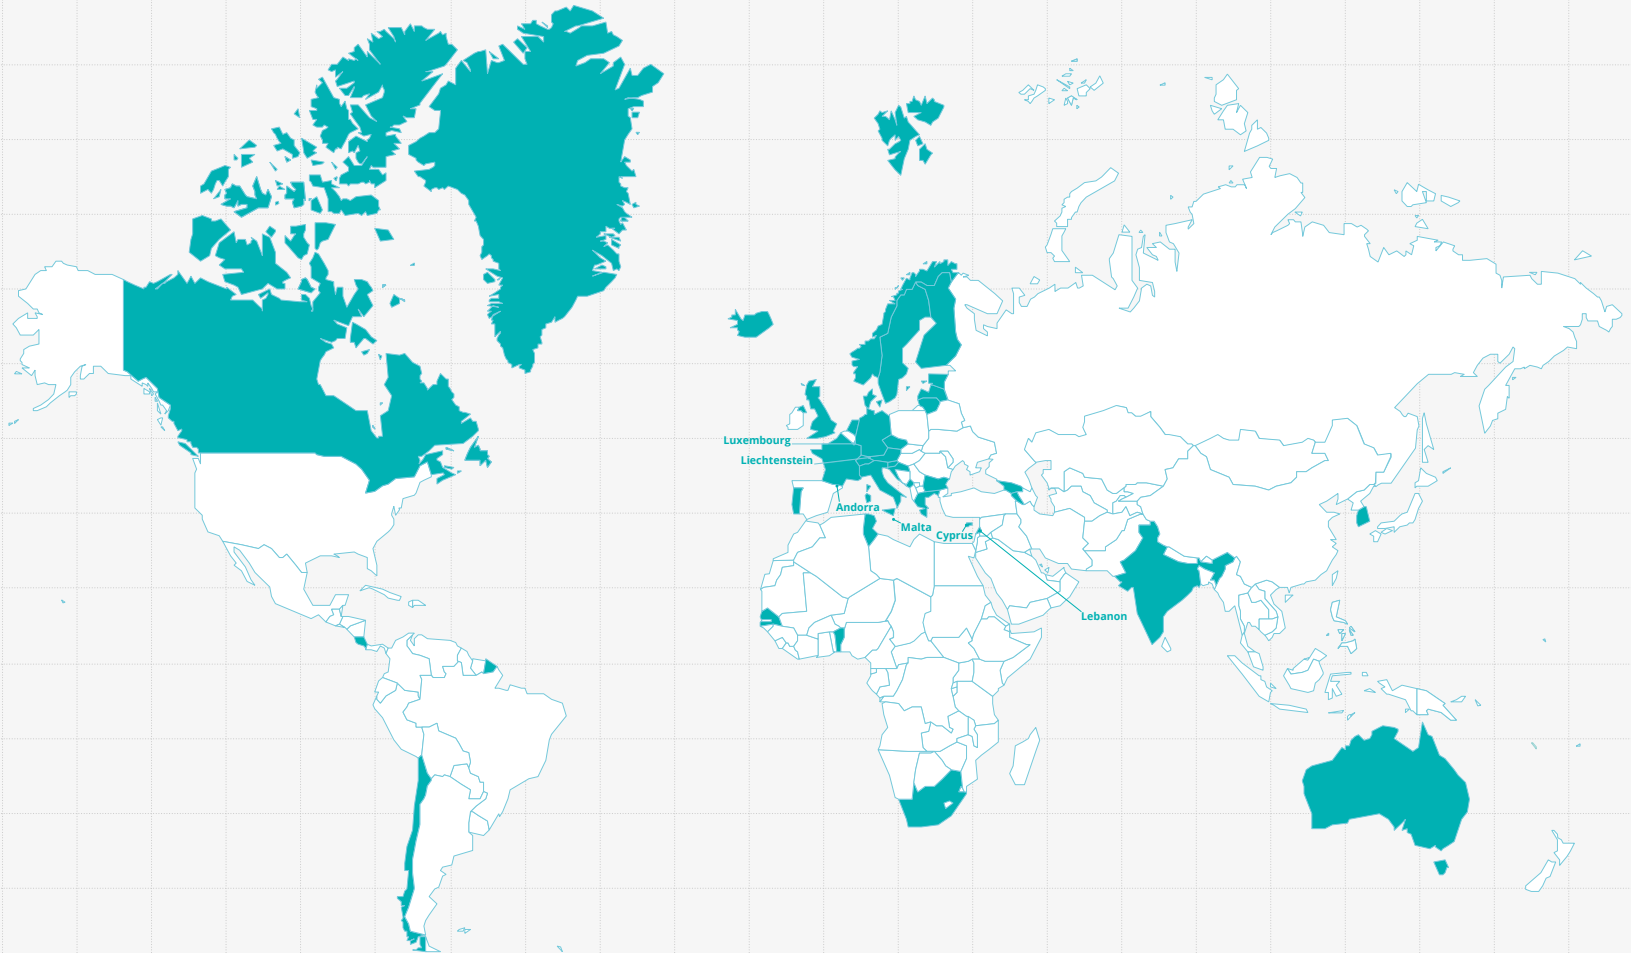 Luxembourg
Liechtenstein
Andorra
Malta
Cyprus
Lebanon